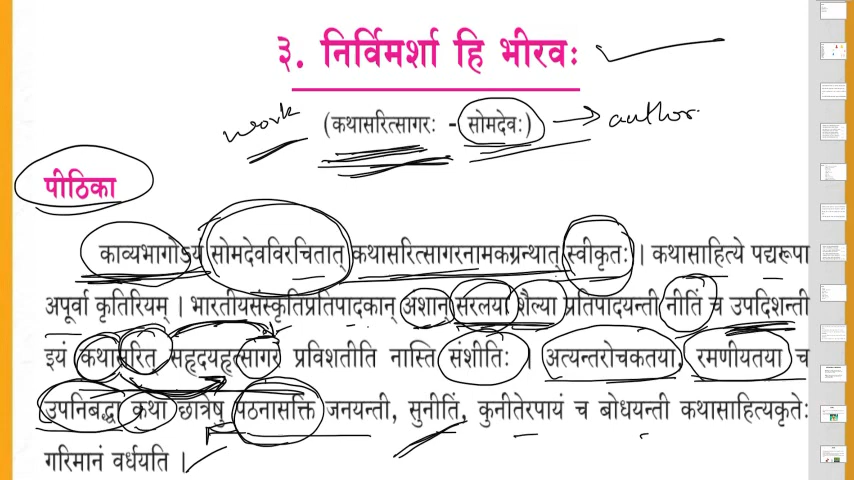 ३. निर्विमर्शा हि भीरवः
work (कथासरित्सागरः - सोमदेवः) → author.
पीठिका
काव्यभागोऽयं सोमदेवविरचितात् कथासरित्सागरनामकग्रन्थात् स्वीकृतः । कथासाहित्ये पद्यरूपा
अपूर्वा कृतिरियम् । भारतीयसंस्कृतिप्रतिपादकान् अंशान् सरलया शैल्या प्रतिपादयन्ती नीतिं च उपदिशन्ती
इयं कथासरित् सहृदयहृत्सागरं प्रविशतीति नास्ति संशीतिः । अत्यन्तरोचकतया, रमणीयतया च
उपनिबद्धा कथा छात्रेषु पठनासक्तिं जनयन्ती, सुनीतिं, कुनीतेरपायं च बोधयन्ती कथासाहित्यकृतेः
गरिमानं वर्धयति ।